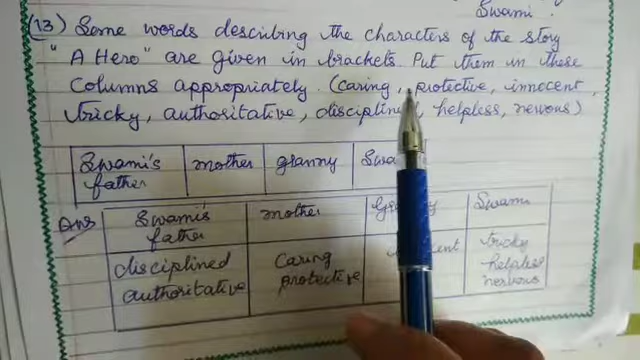 Swami.
(13) Some words describing the characters of the story
"A Hero" are given in brackets. Put them in these
Columns appropriately. (caring, protective, innocent,
tricky, authoritative, disciplined, helpless, nervous)
Swami's father mother granny
Ans Swami's father mother Swami
disciplined authoritative Caring protective tricky helpless nervous